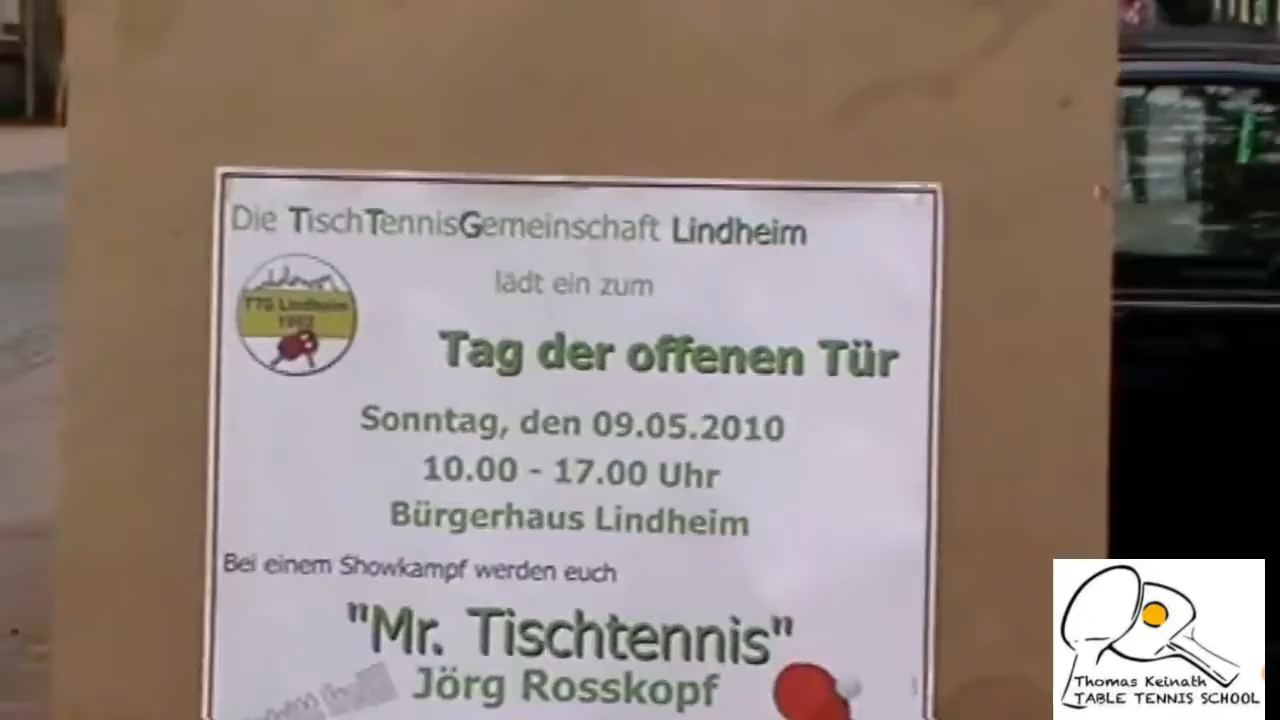 Die TischTennisGemeinschaft Lindheim
lädt ein zum
TTG Lindheim
Tag der offenen Tür
Sonntag, den 09.05.2010
10.00 - 17.00 Uhr
Bürgerhaus Lindheim
Bei einem Showkampf werden euch
"Mr. Tischtennis"
Jörg Rosskopf
Thomas Keinath
TABLE TENNIS SCHOOL